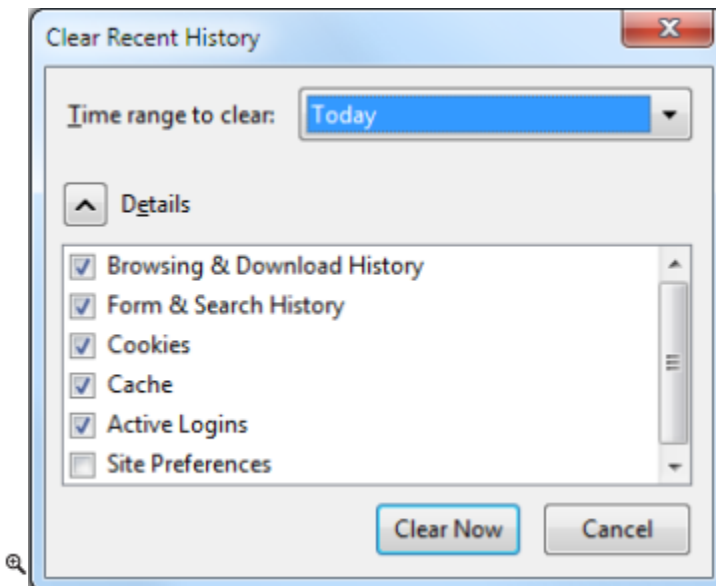 Clear Recent History
Time range to clear: Today
Details
Browsing & Download History
Form & Search History
Cookies
Cache
Active Logins
Site Preferences
Clear Now Cancel